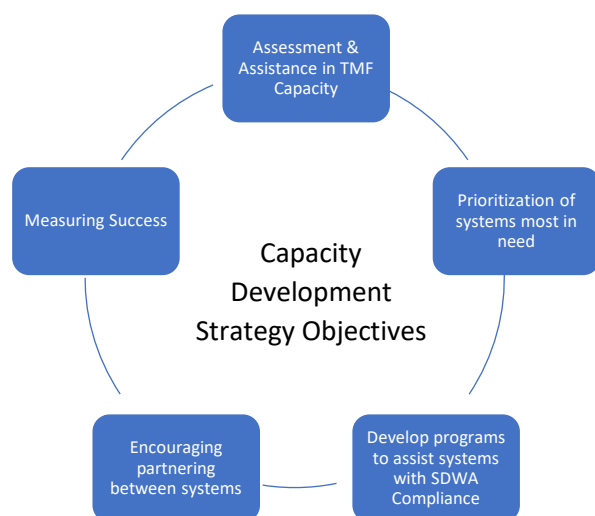 Assessment &
Assistance in TMF
Capacity
Prioritization of
systems most in
need
Develop programs
to assist systems
with SDWA
Compliance
Encouraging
partnering
between systems
Measuring Success
Capacity
Development
Strategy Objectives